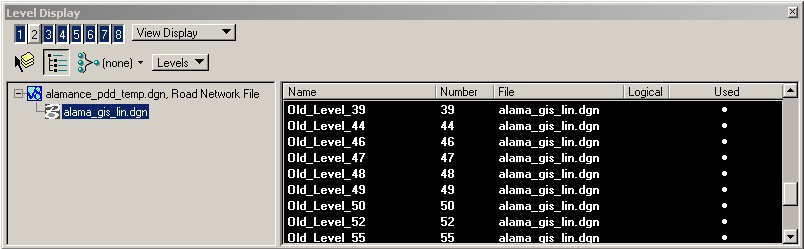 Level Display
1 2 3 4 5 6 7 8 View Display
(none) Levels
alamance_pdd_temp.dgn, Road Network File
alama_gis_lin.dgn
Name Number File Logical Used
Old_Level_39 39 alama_gis_lin.dgn
Old_Level_44 44 alama_gis_lin.dgn
Old_Level_46 46 alama_gis_lin.dgn
Old_Level_47 47 alama_gis_lin.dgn
Old_Level_48 48 alama_gis_lin.dgn
Old_Level_49 49 alama_gis_lin.dgn
Old_Level_50 50 alama_gis_lin.dgn
Old_Level_52 52 alama_gis_lin.dgn
Old_Level_55 55 alama_gis_lin.dgn